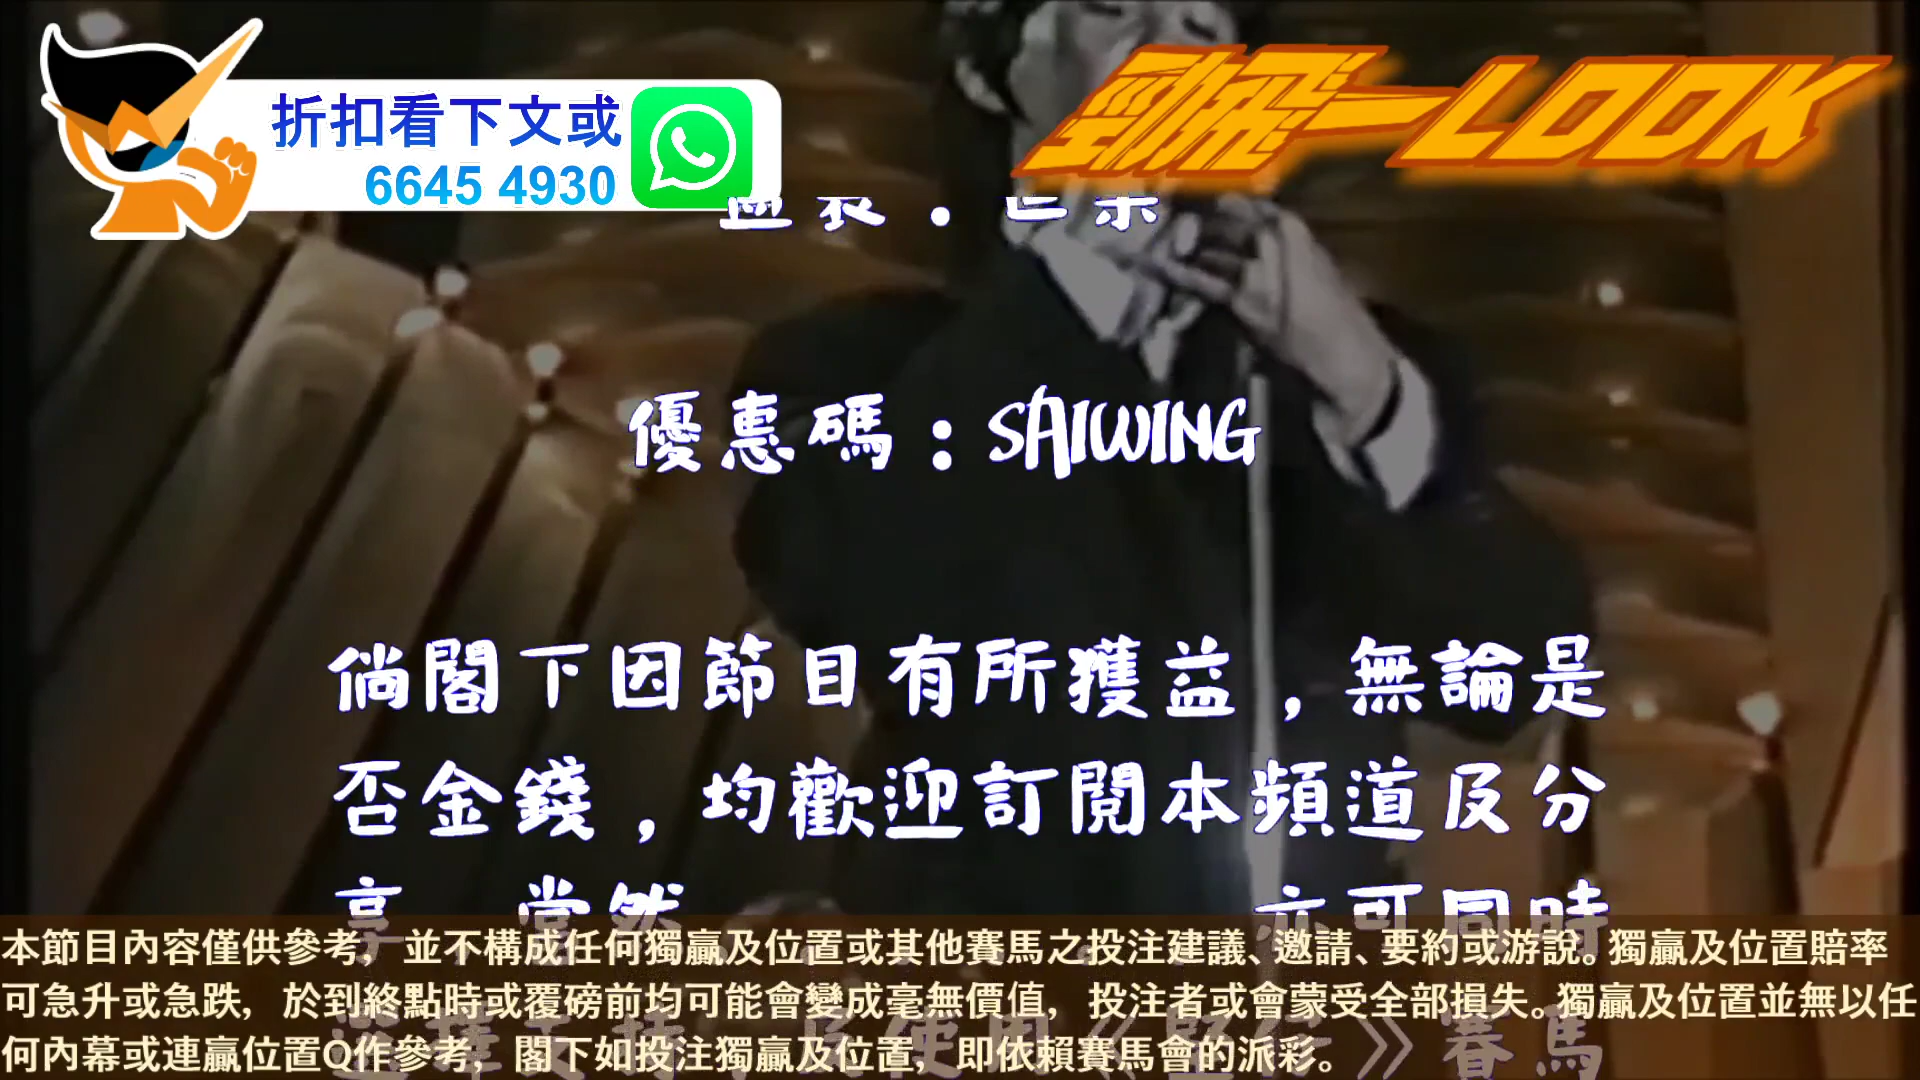 折扣看下文或
6645 4930
勁飛一LOOK
優惠碼：SAIWING
倘閣下因節目有所獲益，無論是
否金錢，均歡迎訂閱本頻道及分
享 當然 亦可同時
本節目內容僅供參考，並不構成任何獨贏及位置或其他賽馬之投注建議、邀請、要約或游說。獨贏及位置賠率
可急升或急跌，於到終點時或覆磅前均可能會變成毫無價值，投注者或會蒙受全部損失。獨贏及位置並無以任
何內幕或連贏位置Q作參考，閣下如投注獨贏及位置，即依賴賽馬會的派彩。